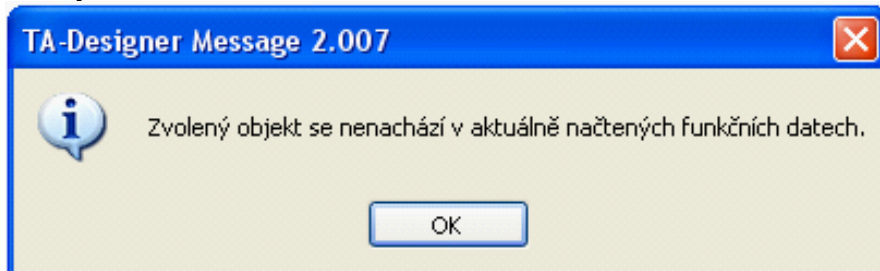 TA-Designer Message 2.007
Zvolený objekt se nenachází v aktuálně načtených funkčních datech.
OK